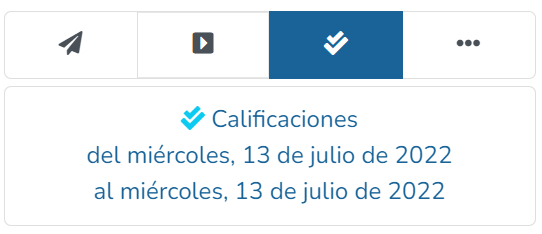 Calificaciones
del miércoles, 13 de julio de 2022
al miércoles, 13 de julio de 2022